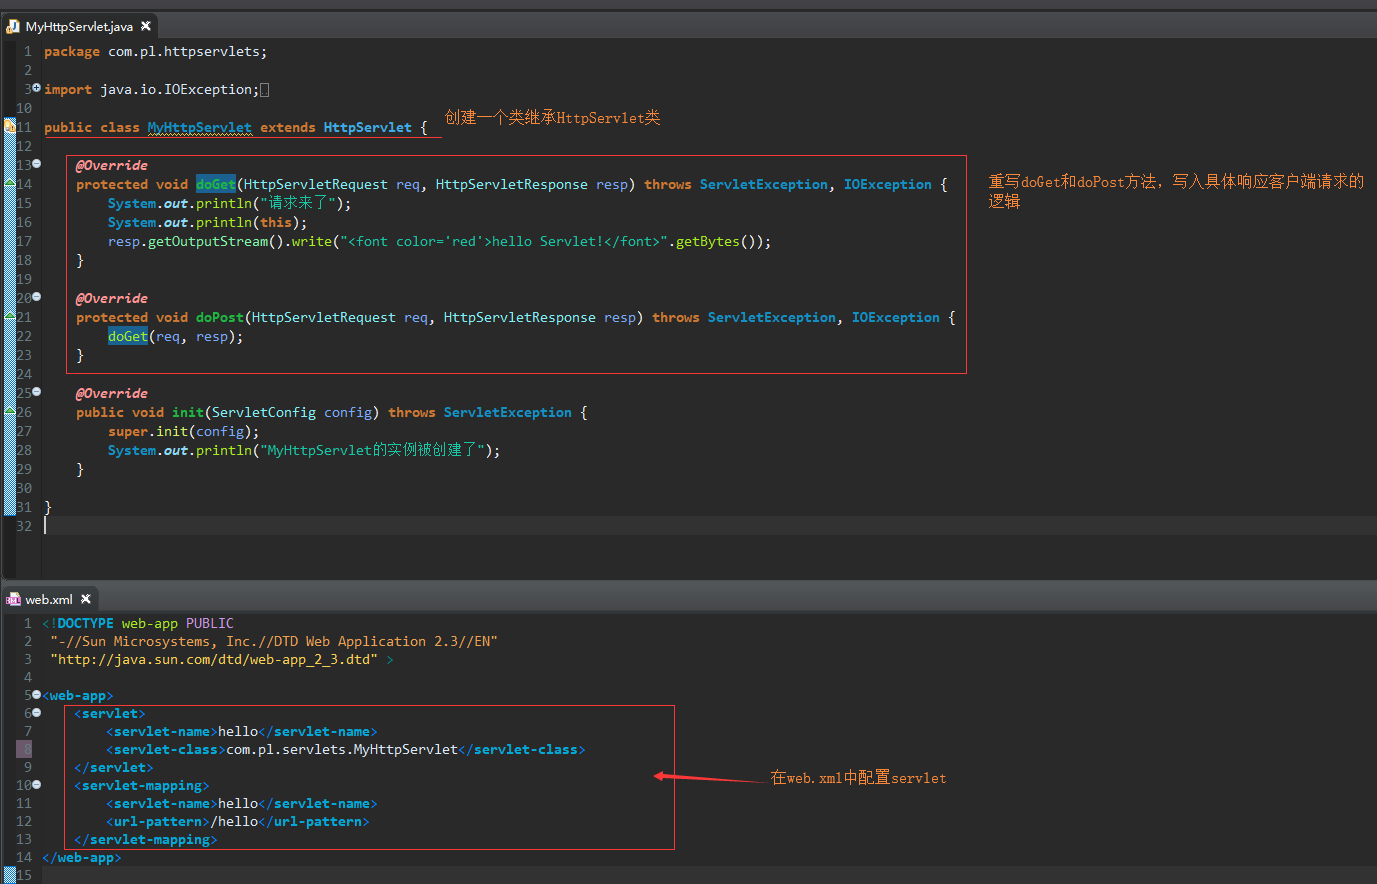 MyHttpServlet.java
1 package com.pl.httpservlets;
2
3 import java.io.IOException;
10
11 public class MyHttpServlet extends HttpServlet {
创建一个类继承HttpServlet类
12
13 @Override
14 protected void doGet(HttpServletRequest req, HttpServletResponse resp) throws ServletException, IOException {
重写doGet和doPost方法，写入具体响应客户端请求的
逻辑
15 System.out.println("请求来了");
16 System.out.println(this);
17 resp.getOutputStream().write("<font color='red'>hello Servlet!</font>".getBytes());
18 }
19
20 @Override
21 protected void doPost(HttpServletRequest req, HttpServletResponse resp) throws ServletException, IOException {
22 doGet(req, resp);
23 }
24
25 @Override
26 public void init(ServletConfig config) throws ServletException {
27 super.init(config);
28 System.out.println("MyHttpServlet的实例被创建了");
29 }
30
31 }
32
web.xml
1 <!DOCTYPE web-app PUBLIC
2 "-//Sun Microsystems, Inc.//DTD Web Application 2.3//EN"
3 "http://java.sun.com/dtd/web-app_2_3.dtd" >
4
5 <web-app>
6 <servlet>
7 <servlet-name>hello</servlet-name>
8 <servlet-class>com.pl.servlets.MyHttpServlet</servlet-class>
9 </servlet>
在web.xml中配置servlet
10 <servlet-mapping>
11 <servlet-name>hello</servlet-name>
12 <url-pattern>/hello</url-pattern>
13 </servlet-mapping>
14 </web-app>
15